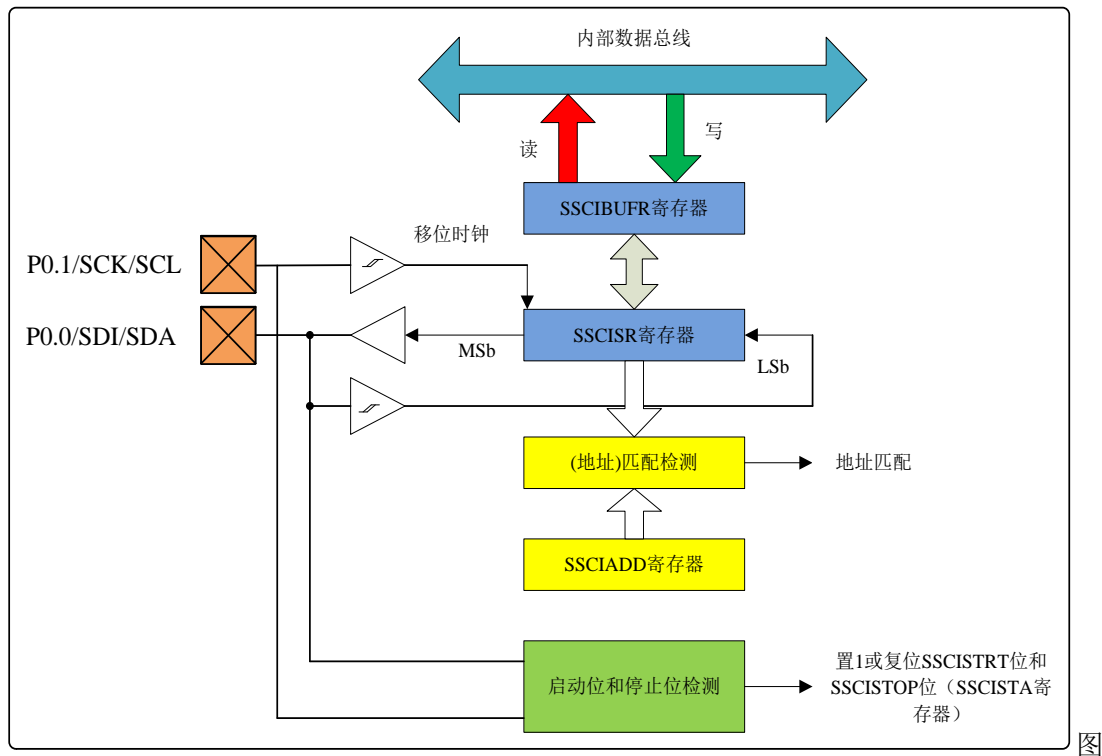 内部数据总线
读
写
SSCIBUFR寄存器
移位时钟
P0.1/SCK/SCL
P0.0/SDI/SDA
SSCISR寄存器
MSb
LSb
(地址)匹配检测
地址匹配
SSCIADD寄存器
启动位和停止位检测
置1或复位SSCISTRT位和
SSCISTOP位（SSCISTA寄
存器）
图